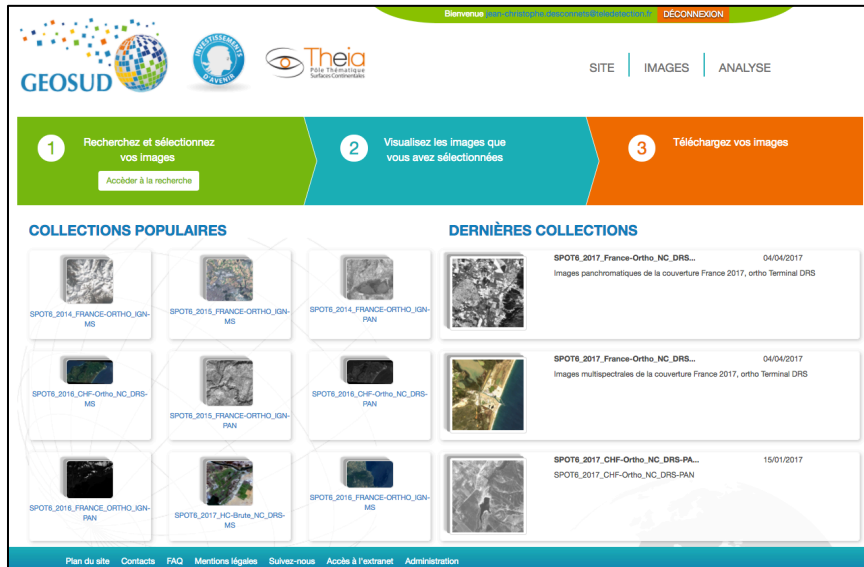 Bienvenue jean-christophe.desconnets@teledetection.fr DÉCONNEXION
GEOSUD
INVESTISSEMENTS
D'AVENIR
Theia
Pôle Thématique
Surfaces Continentales
SITE IMAGES ANALYSE
1
Recherchez et sélectionnez
vos images
Accèder à la recherche
2
Visualisez les images que
vous avez sélectionnées
3
Téléchargez vos images
COLLECTIONS POPULAIRES
SPOT6_2014_FRANCE-ORTHO_IGN-
MS
SPOT6_2015_FRANCE-ORTHO_IGN-
MS
SPOT6_2014_FRANCE-ORTHO_IGN-
PAN
SPOT6_2016_CHF-Ortho_NC_DRS-
MS
SPOT6_2015_FRANCE-ORTHO_IGN-
PAN
SPOT6_2016_CHF-Ortho_NC_DRS-
PAN
SPOT6_2016_FRANCE_ORTHO_IGN-
PAN
SPOT6_2017_HC-Brute_NC_DRS-
MS
SPOT6_2016_FRANCE-ORTHO_IGN-
MS
DERNIÈRES COLLECTIONS
SPOT6_2017_France-Ortho_NC_DRS... 04/04/2017
Images panchromatiques de la couverture France 2017, ortho Terminal DRS
SPOT6_2017_France-Ortho_NC_DRS... 04/04/2017
Images multispectrales de la couverture France 2017, ortho Terminal DRS
SPOT6_2017_CHF-Ortho_NC_DRS-PA... 15/01/2017
SPOT6_2017_CHF-Ortho_NC_DRS-PAN
Plan du site Contacts FAQ Mentions légales Suivez-nous Accès à l'extranet Administration